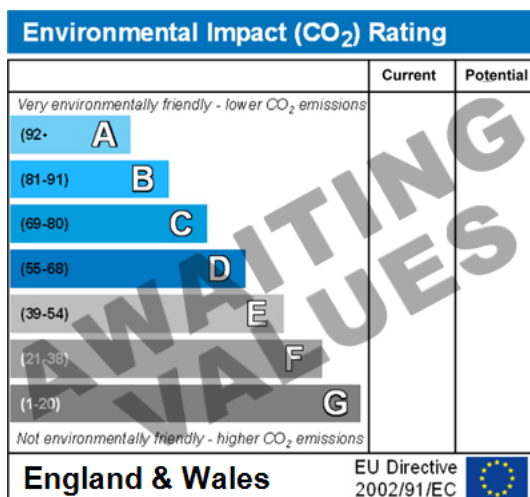 Environmental Impact (CO₂) Rating
Current Potential
Very environmentally friendly - lower CO₂ emissions
(92+ A
(81-91) B
(69-80) C
(55-68) D
(39-54) E
(21-38) F
(1-20) G
AWAITING
VALUES
Not environmentally friendly - higher CO₂ emissions
England & Wales
EU Directive
2002/91/EC